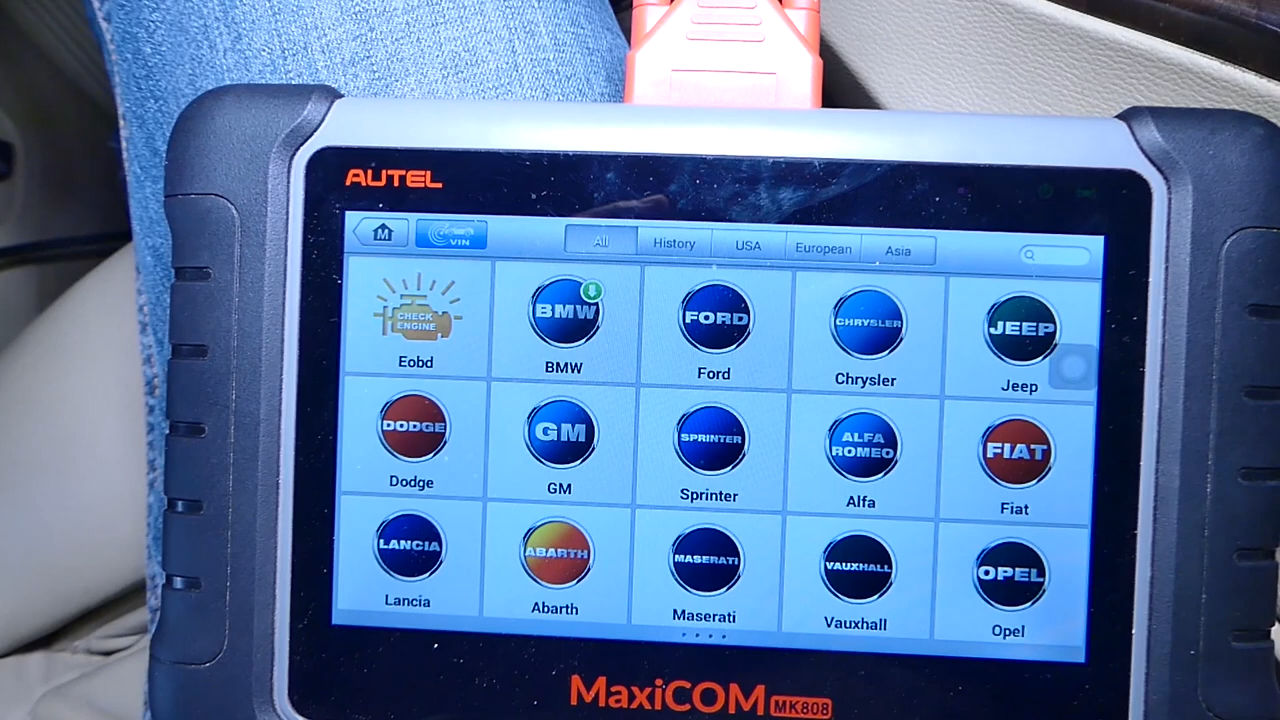 AUTEL
M
VIN
All
History
USA
European
Asia
CHECK
ENGINE
Eobd
BMW
BMW
FORD
Ford
CHRYSLER
Chrysler
JEEP
Jeep
DODGE
Dodge
GM
GM
SPRINTER
Sprinter
ALFA
ROMEO
Alfa
FIAT
Fiat
LANCIA
Lancia
ABARTH
Abarth
MASERATI
Maserati
VAUXHALL
Vauxhall
OPEL
Opel
MaxiCOM MK808